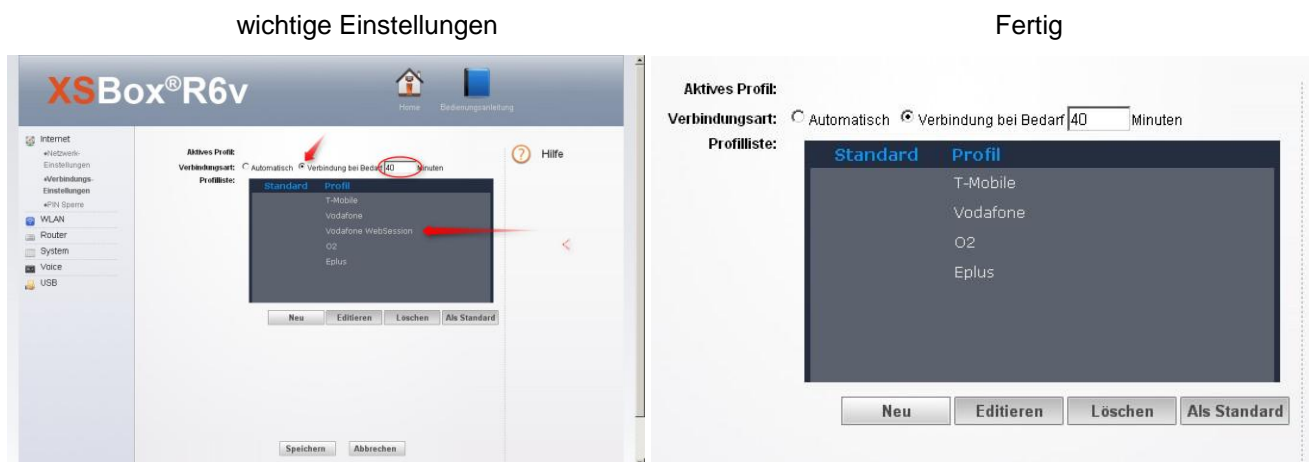 wichtige Einstellungen
XSBox®R6v
Home
Bedienungsanleitung
Internet
Netzwerk-
Einstellungen
Verbindungs-
Einstellungen
PIN Sperre
WLAN
Router
System
Voice
USB
Aktives Profil:
Verbindungsart: Automatisch Verbindung bei Bedarf 40 Minuten
Profilliste:
Standard Profil
T-Mobile
Vodafone
Vodafone WebSession
O2
Eplus
Neu Editieren Löschen Als Standard
Speichern Abbrechen
? Hilfe
<
Fertig
Aktives Profil:
Verbindungsart: Automatisch Verbindung bei Bedarf 40 Minuten
Profilliste:
Standard Profil
T-Mobile
Vodafone
O2
Eplus
Neu Editieren Löschen Als Standard